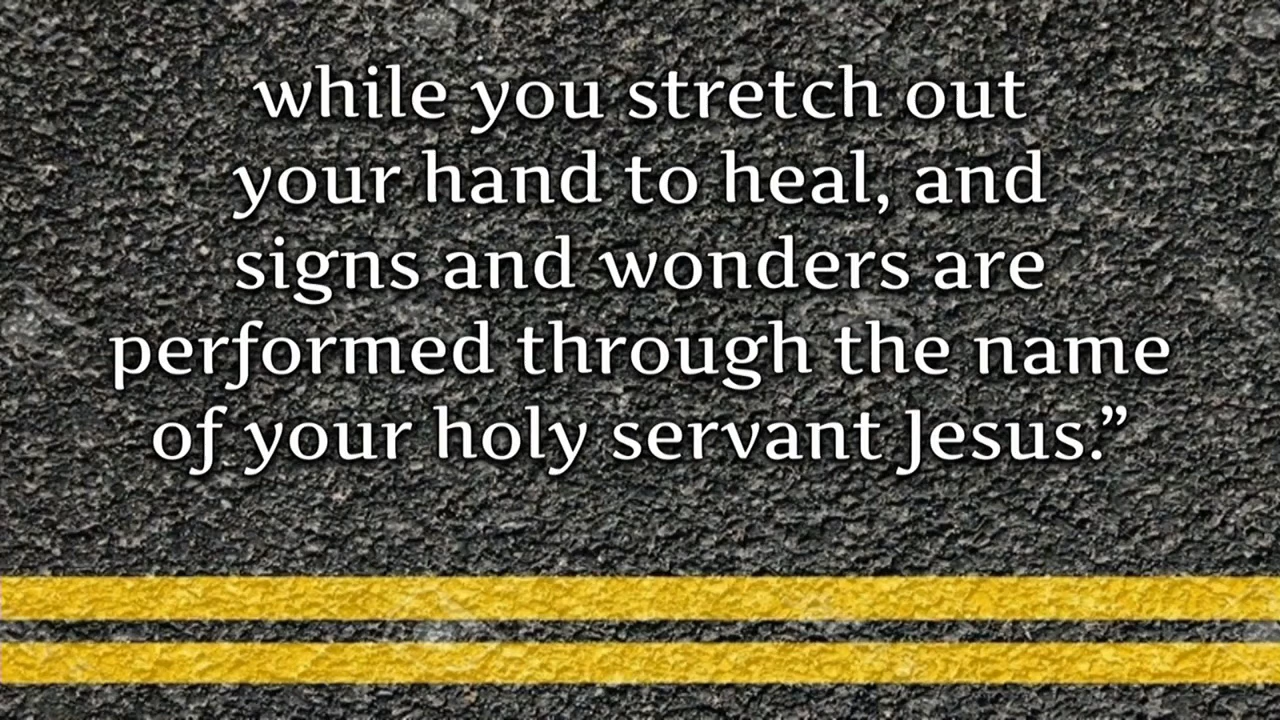 while you stretch out
your hand to heal, and
signs and wonders are
performed through the name
of your holy servant Jesus.”